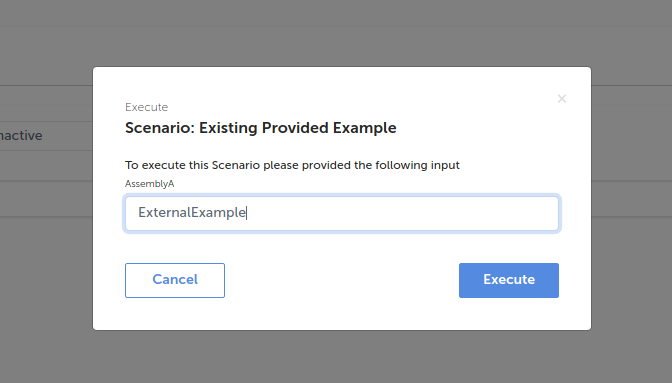 Execute
×
Scenario: Existing Provided Example
nactive
To execute this Scenario please provided the following input
AssemblyA
ExternalExample
Cancel
Execute